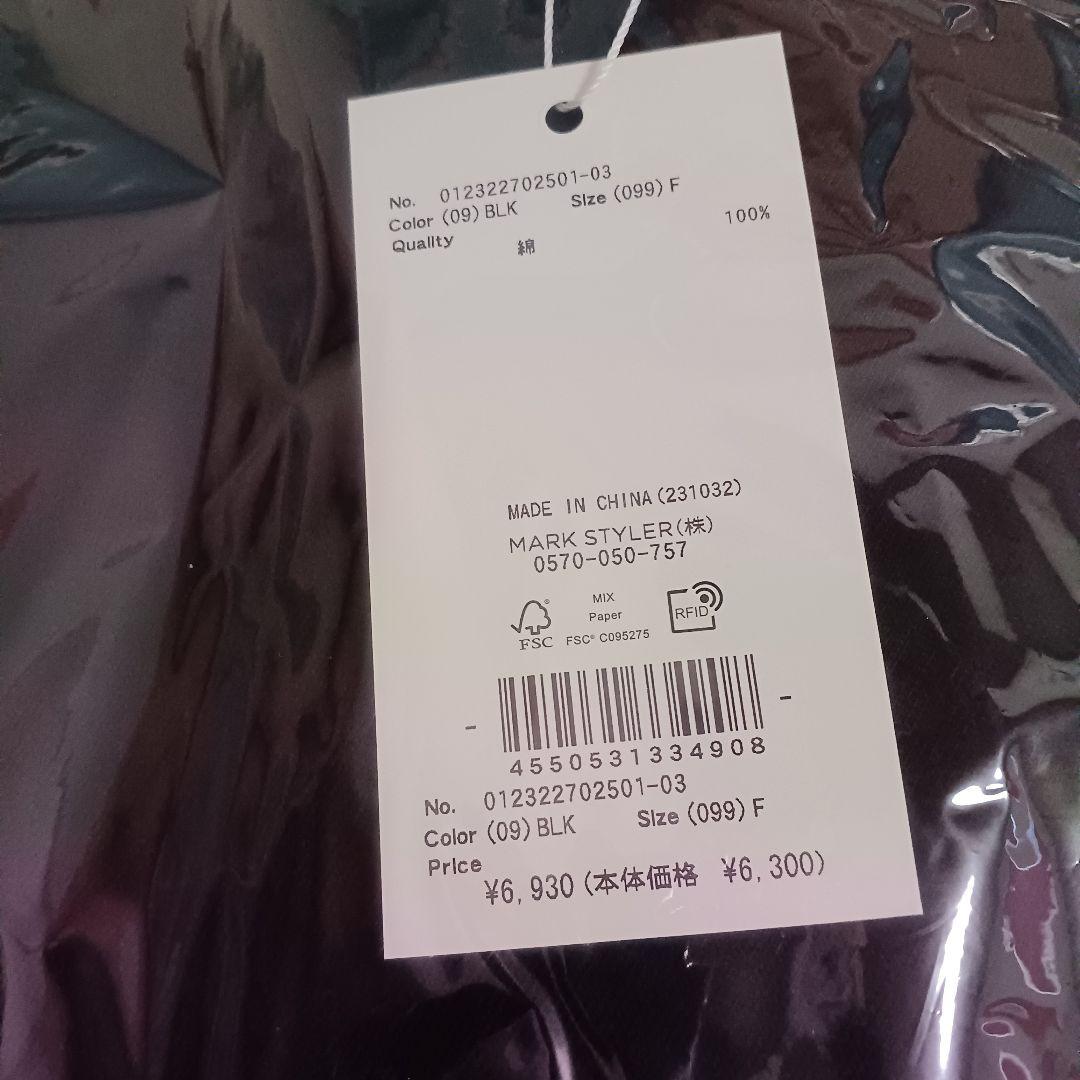 No. 012322702501-03
Color (09) BLK Size (099) F
Quality 綿 100%
MADE IN CHINA (231032)
MARK STYLER(株)
0570-050-757
FSC® MIX
Paper
FSC® C095275
RFID
- 4550531334908 -
No. 012322702501-03
Color (09) BLK Size (099) F
Price
¥6,930 (本体価格 ¥6,300)